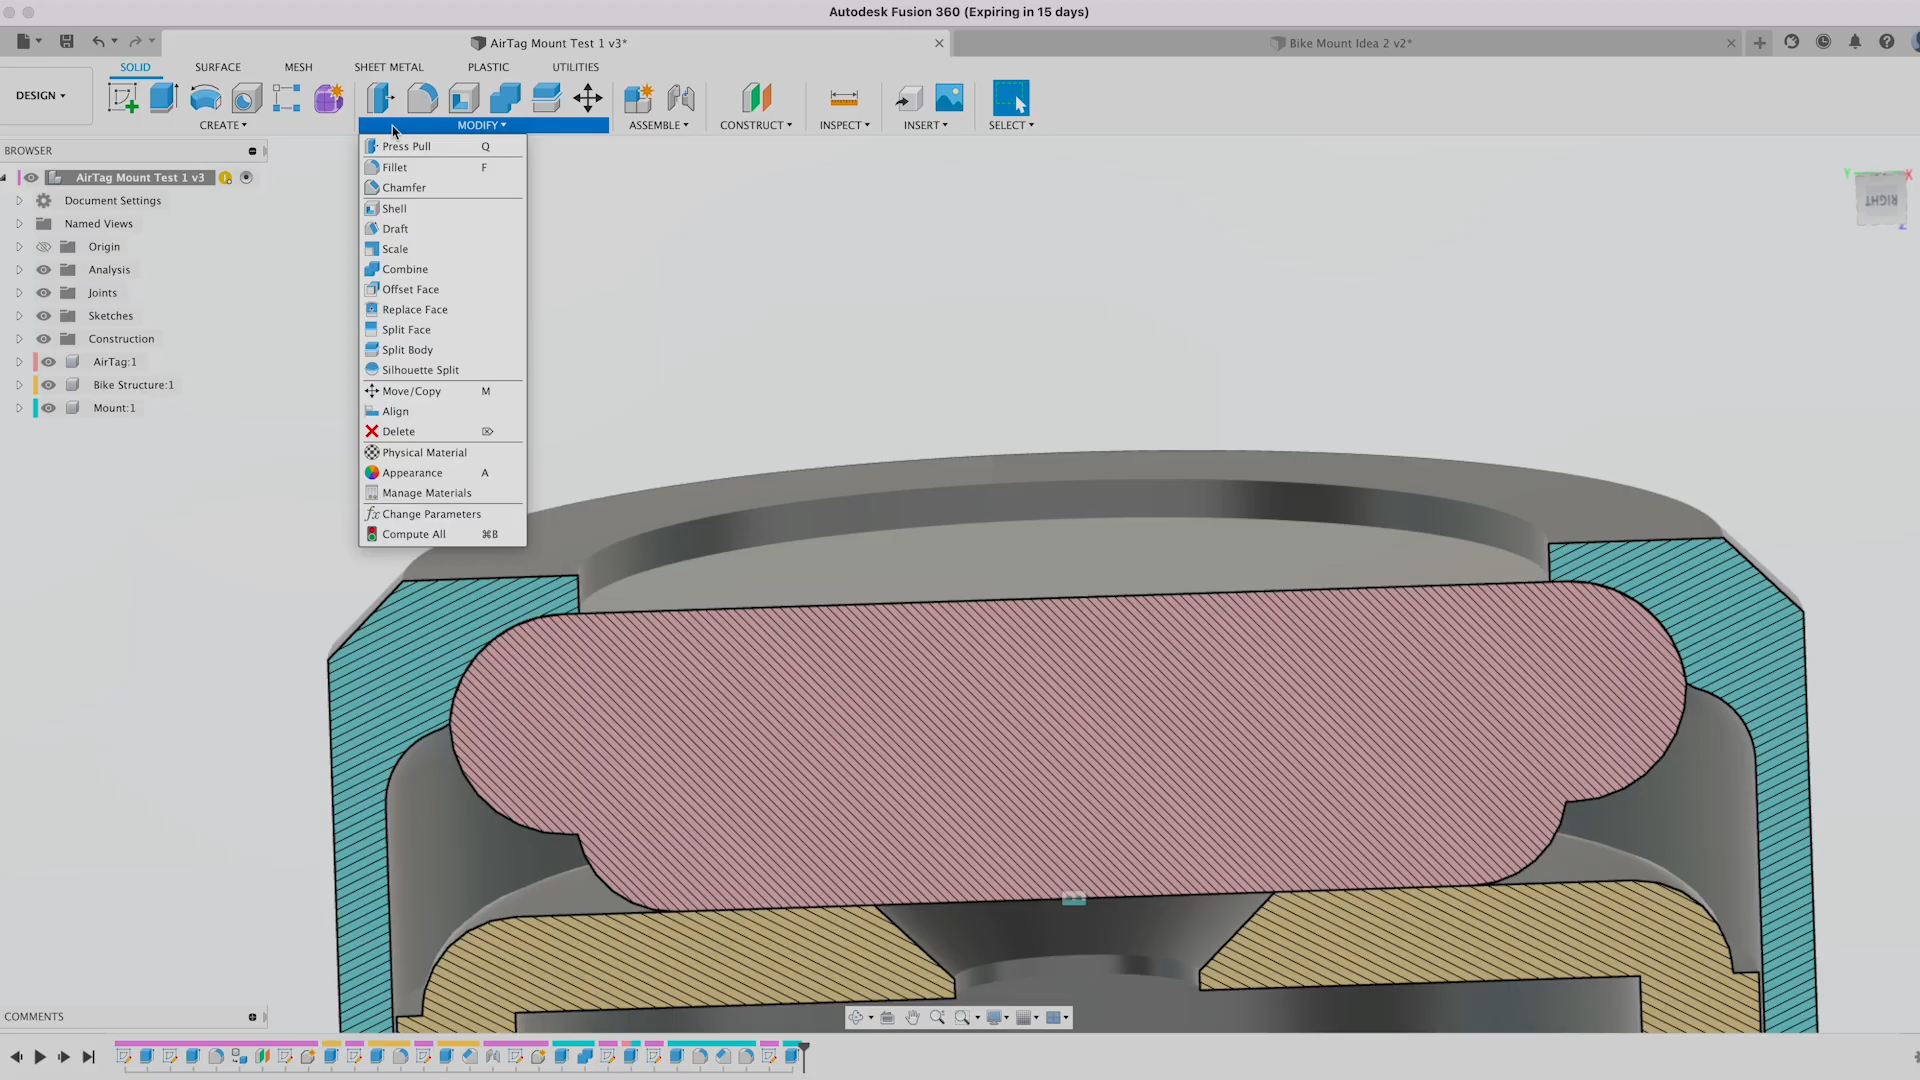 Autodesk Fusion 360 (Expiring in 15 days)
AirTag Mount Test 1 v3*
Bike Mount Idea 2 v2*
SOLID SURFACE MESH SHEET METAL PLASTIC UTILITIES
DESIGN
CREATE MODIFY ASSEMBLE CONSTRUCT INSPECT INSERT SELECT
BROWSER
AirTag Mount Test 1 v3
Document Settings
Named Views
Origin
Analysis
Joints
Sketches
Construction
AirTag:1
Bike Structure:1
Mount:1
Press Pull Q
Fillet F
Chamfer
Shell
Draft
Scale
Combine
Offset Face
Replace Face
Split Face
Split Body
Silhouette Split
Move/Copy M
Align
Delete ⌦
Physical Material
Appearance A
Manage Materials
fx Change Parameters
Compute All ⌘B
Y X
RIGHT
Z
COMMENTS